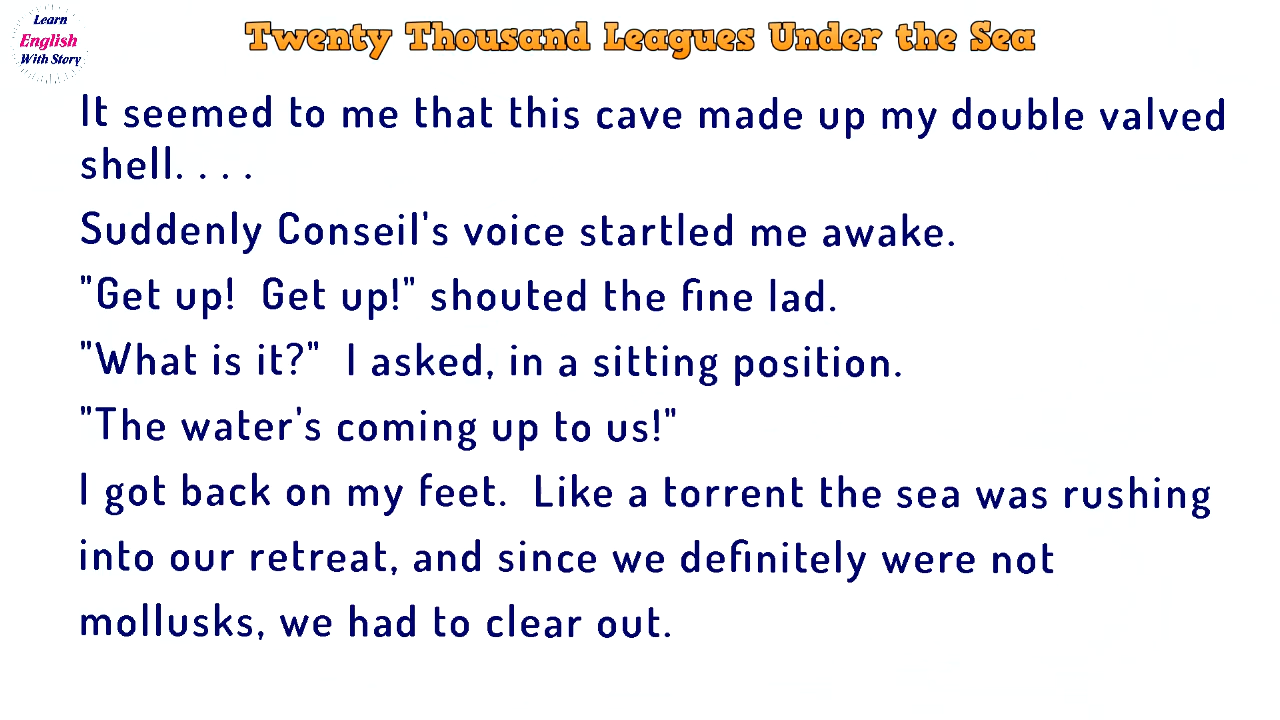 Learn
English
With Story
Twenty Thousand Leagues Under the Sea
It seemed to me that this cave made up my double valved
shell. . . .
Suddenly Conseil's voice startled me awake.
"Get up!  Get up!" shouted the fine lad.
"What is it?"  I asked, in a sitting position.
"The water's coming up to us!"
I got back on my feet.  Like a torrent the sea was rushing
into our retreat, and since we definitely were not
mollusks, we had to clear out.